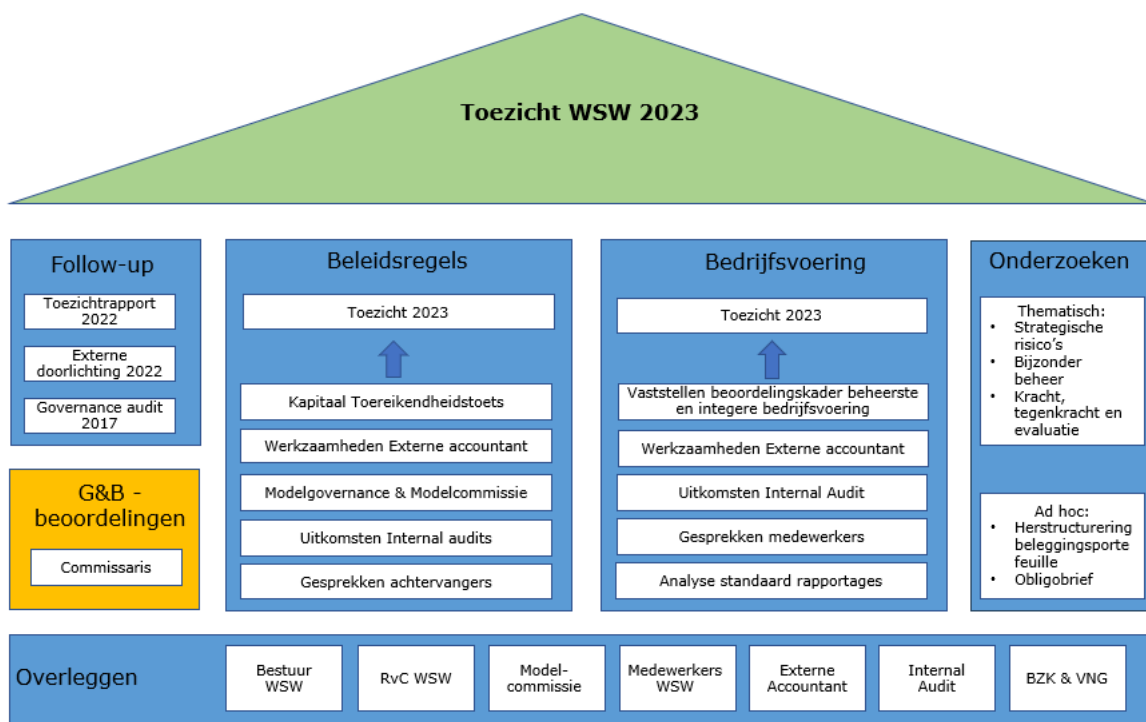 Toezicht WSW 2023
Follow-up
Toezichtrapport
2022
Externe
doorlichting 2022
Governance audit
2017
G&B -
beoordelingen
Commissaris
Beleidsregels
Toezicht 2023
Kapitaal Toereikendheidstoets
Werkzaamheden Externe accountant
Modelgovernance & Modelcommissie
Uitkomsten Internal audits
Gesprekken achtervangers
Bedrijfsvoering
Toezicht 2023
Vaststellen beoordelingskader beheerste
en integere bedrijfsvoering
Werkzaamheden Externe accountant
Uitkomsten Internal Audit
Gesprekken medewerkers
Analyse standaard rapportages
Onderzoeken
Thematisch:
• Strategische
risico's
• Bijzonder
beheer
• Kracht,
tegenkracht en
evaluatie
Ad hoc:
• Herstructurering
beleggingsporte
feuille
• Obligobrief
Overleggen
Bestuur
WSW
RvC WSW
Model-
commissie
Medewerkers
WSW
Externe
Accountant
Internal
Audit
BZK & VNG